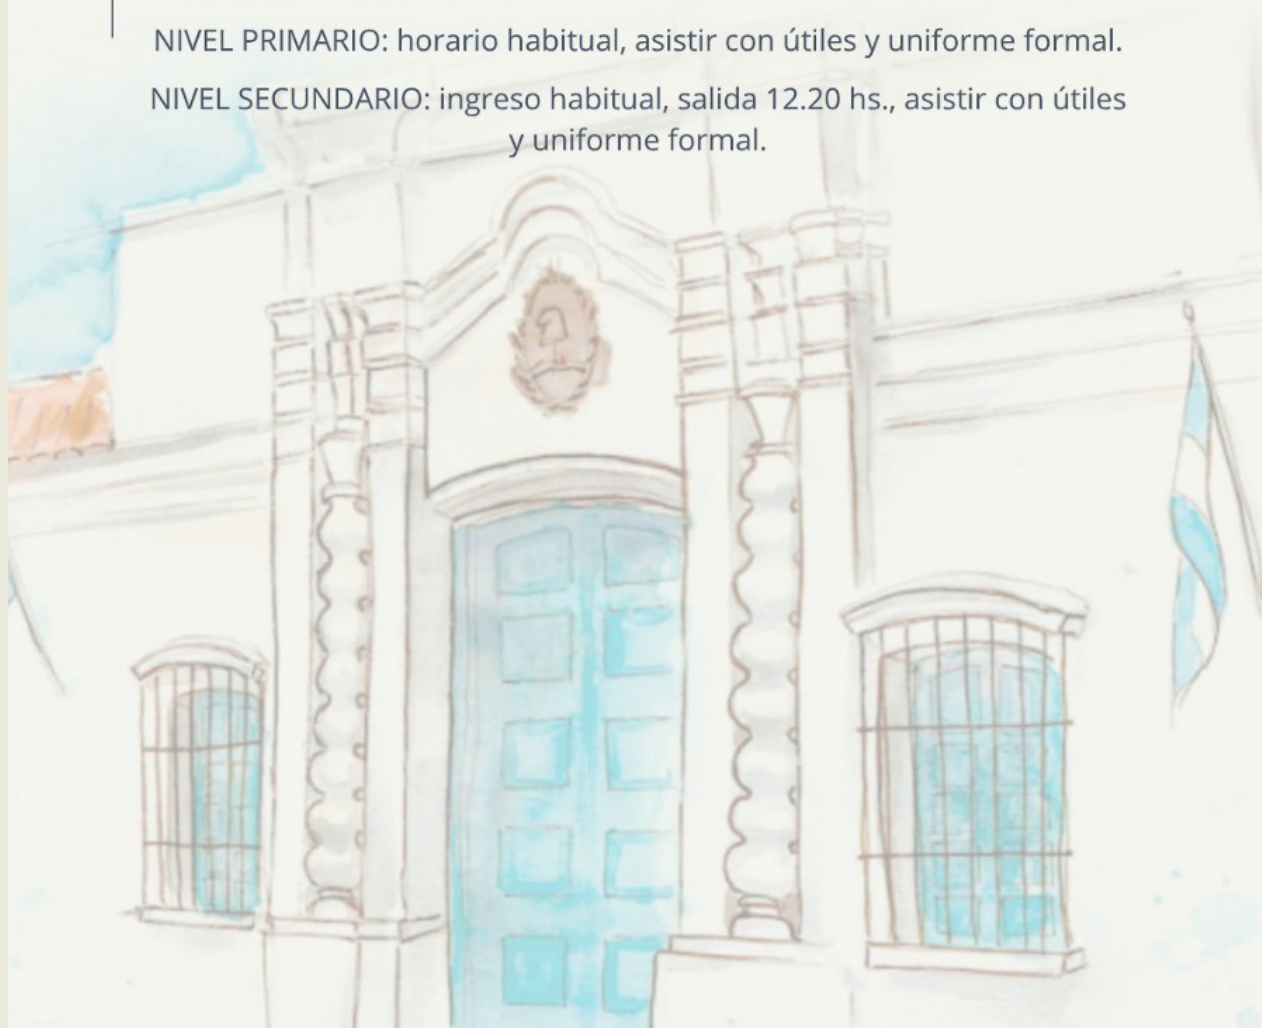 NIVEL PRIMARIO: horario habitual, asistir con útiles y uniforme formal.
NIVEL SECUNDARIO: ingreso habitual, salida 12.20 hs., asistir con útiles
y uniforme formal.